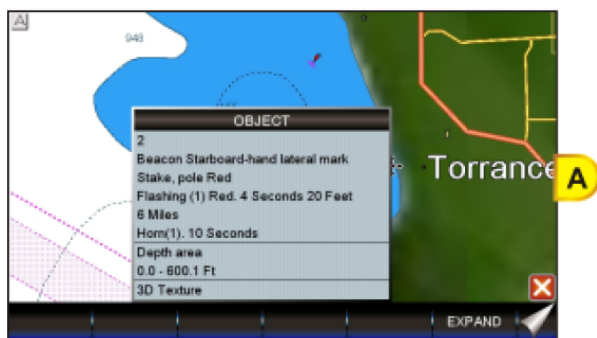 A
948
OBJECT
2
Beacon Starboard-hand lateral mark
Stake, pole Red
Flashing (1) Red. 4 Seconds 20 Feet
6 Miles
Horn(1). 10 Seconds
Depth area
0.0 - 600.1 Ft
3D Texture
Torrance
A
EXPAND